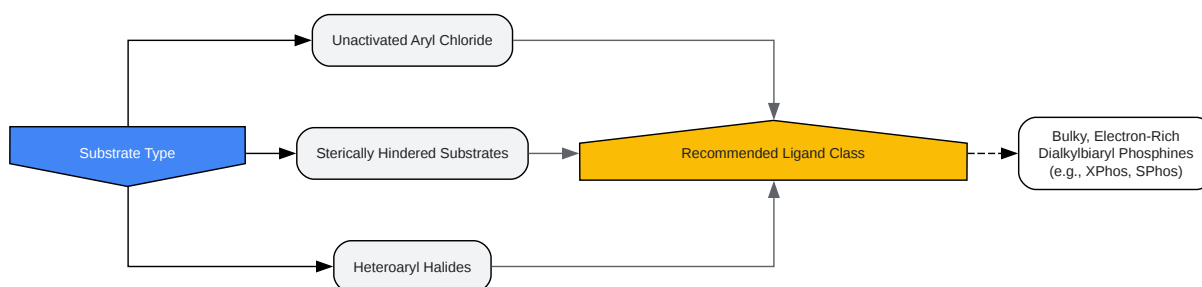 Unactivated Aryl Chloride
Substrate Type
Sterically Hindered Substrates
Recommended Ligand Class
Bulky, Electron-Rich
Dialkylbiaryl Phosphines
(e.g., XPhos, SPhos)
Heteroaryl Halides